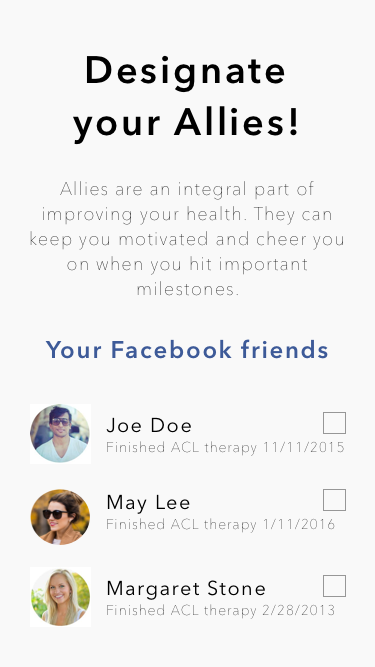 Designate
your Allies!
Allies are an integral part of
improving your health. They can
keep you motivated and cheer you
on when you hit important
milestones.
Your Facebook friends
Joe Doe
Finished ACL therapy 11/11/2015
May Lee
Finished ACL therapy 1/11/2016
Margaret Stone
Finished ACL therapy 2/28/2013